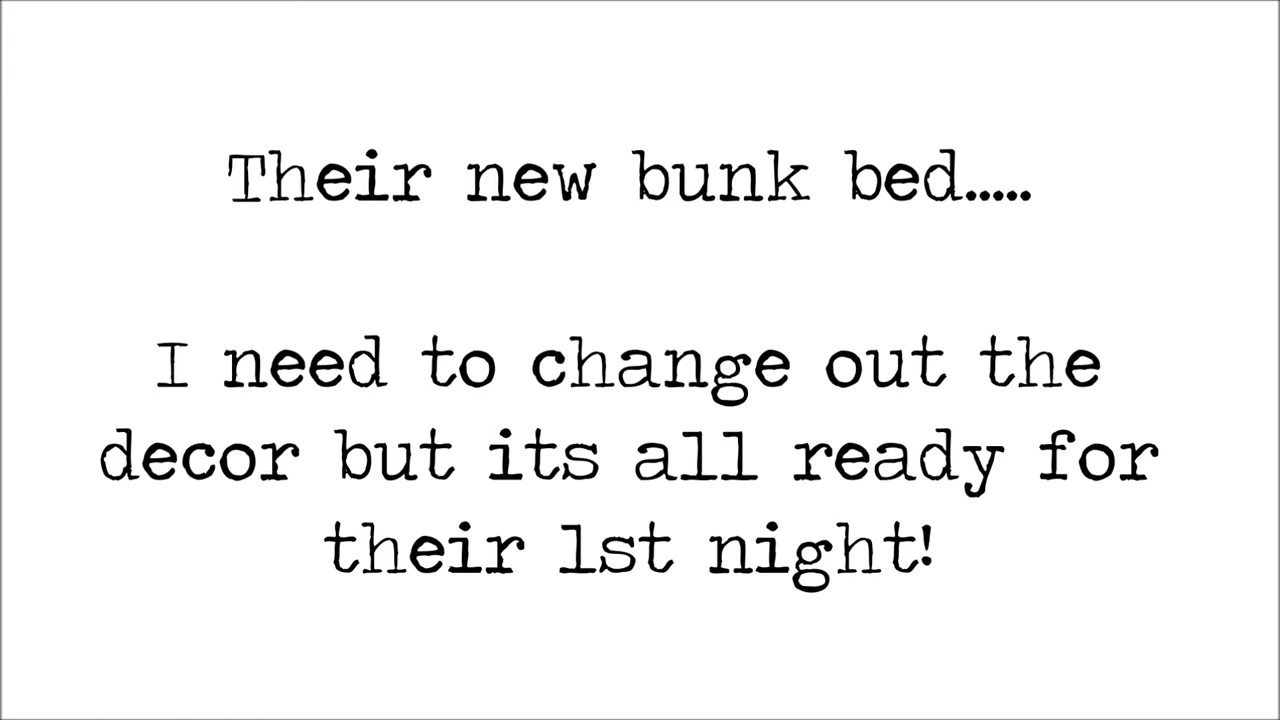 Their new bunk bed.....
I need to change out the
decor but its all ready for
their 1st night!